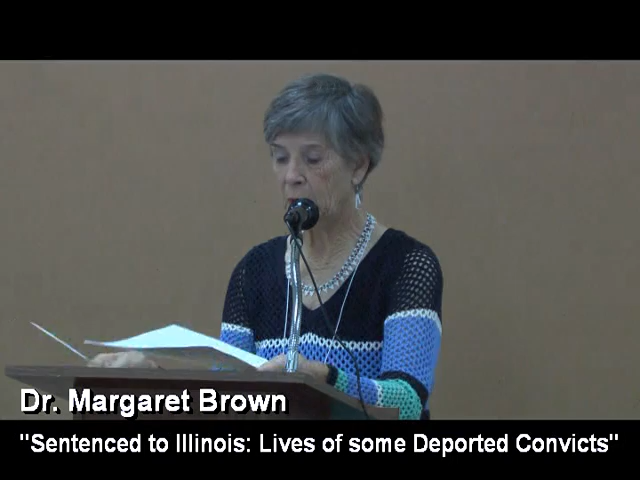 Dr. Margaret Brown
"Sentenced to Illinois: Lives of some Deported Convicts"